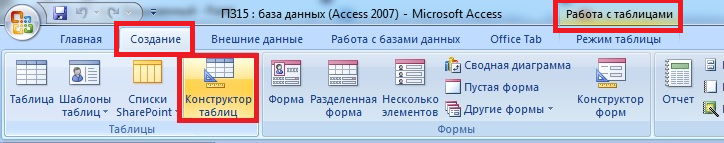 ПЗ15 : база данных (Access 2007) - Microsoft Access
Работа с таблицами
Главная Создание Внешние данные Работа с базами данных Office Tab Режим таблицы
Таблица
Шаблоны таблиц
Списки SharePoint
Конструктор таблиц
Таблицы
Форма
Разделенная форма
Несколько элементов
Сводная диаграмма
Пустая форма
Другие формы
Конструктор форм
Формы
Отчет